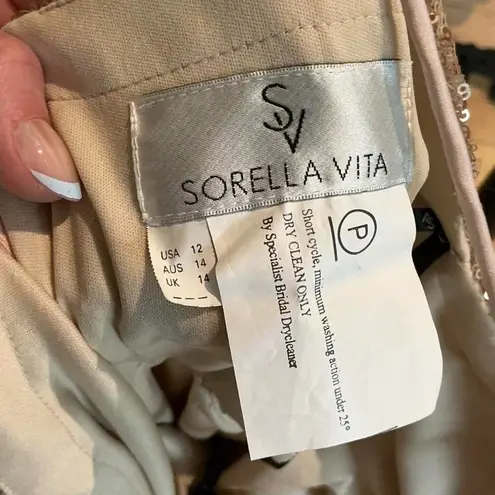 SV
SORELLA VITA
USA 12
AUS 14
UK 14
P
Short cycle, minimum washing action under 25°
DRY CLEAN ONLY
By Specialist Bridal Drycleaner